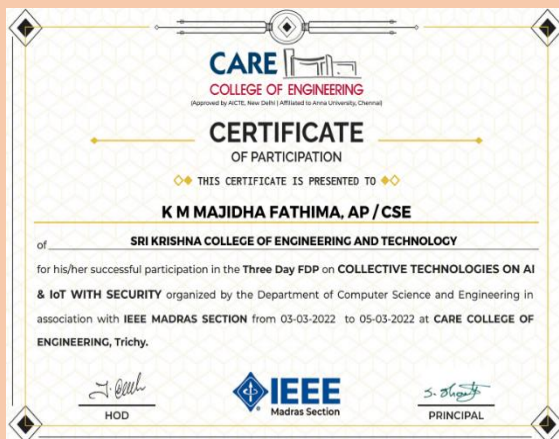 CARE
COLLEGE OF ENGINEERING
(Approved by AICTE, New Delhi | Affiliated to Anna University, Chennai)
CERTIFICATE
OF PARTICIPATION
THIS CERTIFICATE IS PRESENTED TO
K M MAJIDHA FATHIMA, AP / CSE
of SRI KRISHNA COLLEGE OF ENGINEERING AND TECHNOLOGY
for his/her successful participation in the Three Day FDP on COLLECTIVE TECHNOLOGIES ON AI
& IoT WITH SECURITY organized by the Department of Computer Science and Engineering in
association with IEEE MADRAS SECTION from 03-03-2022 to 05-03-2022 at CARE COLLEGE OF
ENGINEERING, Trichy.
HOD
IEEE
Madras Section
PRINCIPAL